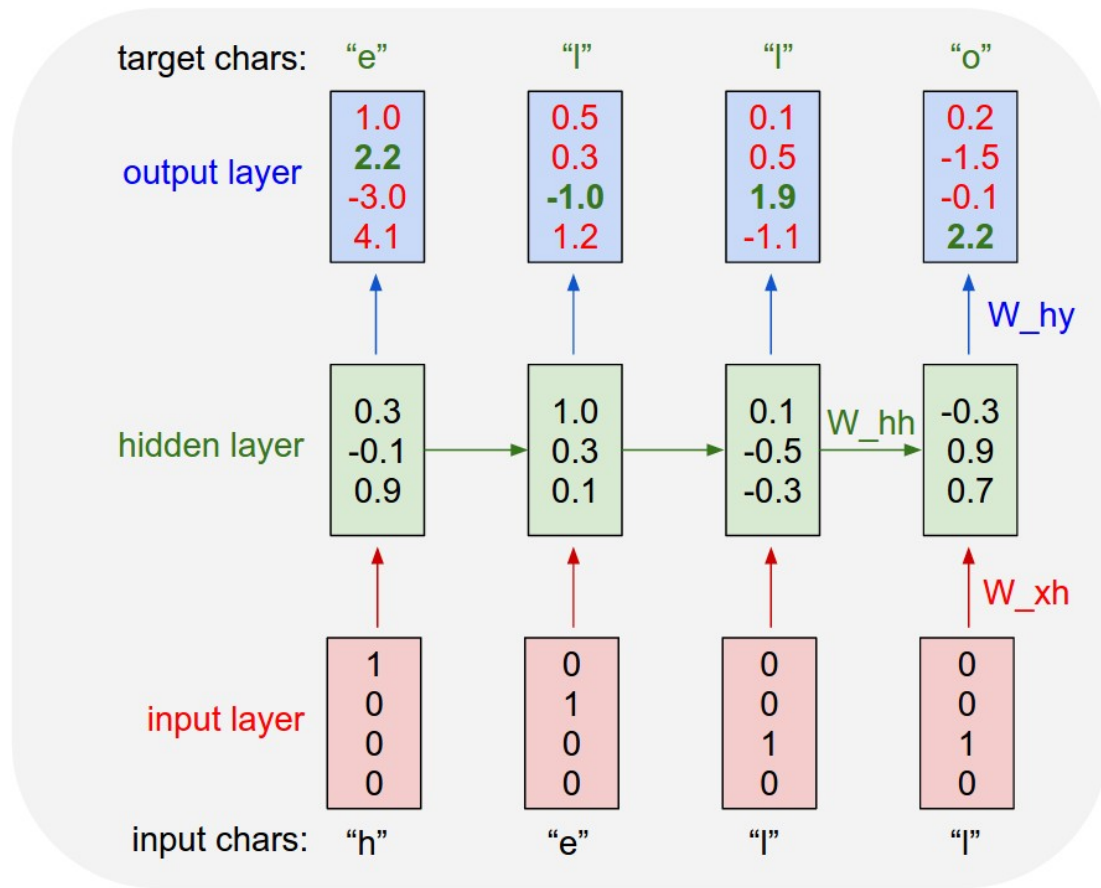 target chars: “e” “l” “l” “o”
1.0 0.5 0.1 0.2
2.2 0.3 0.5 -1.5
output layer
-3.0 -1.0 1.9 -0.1
4.1 1.2 -1.1 2.2
W_hy
0.3 1.0 0.1 -0.3
W_hh
hidden layer -0.1 0.3 -0.5 0.9
0.9 0.1 -0.3 0.7
W_xh
1 0 0 0
0 1 0 0
input layer
0 0 1 1
0 0 0 0
input chars: “h” “e” “l” “l”